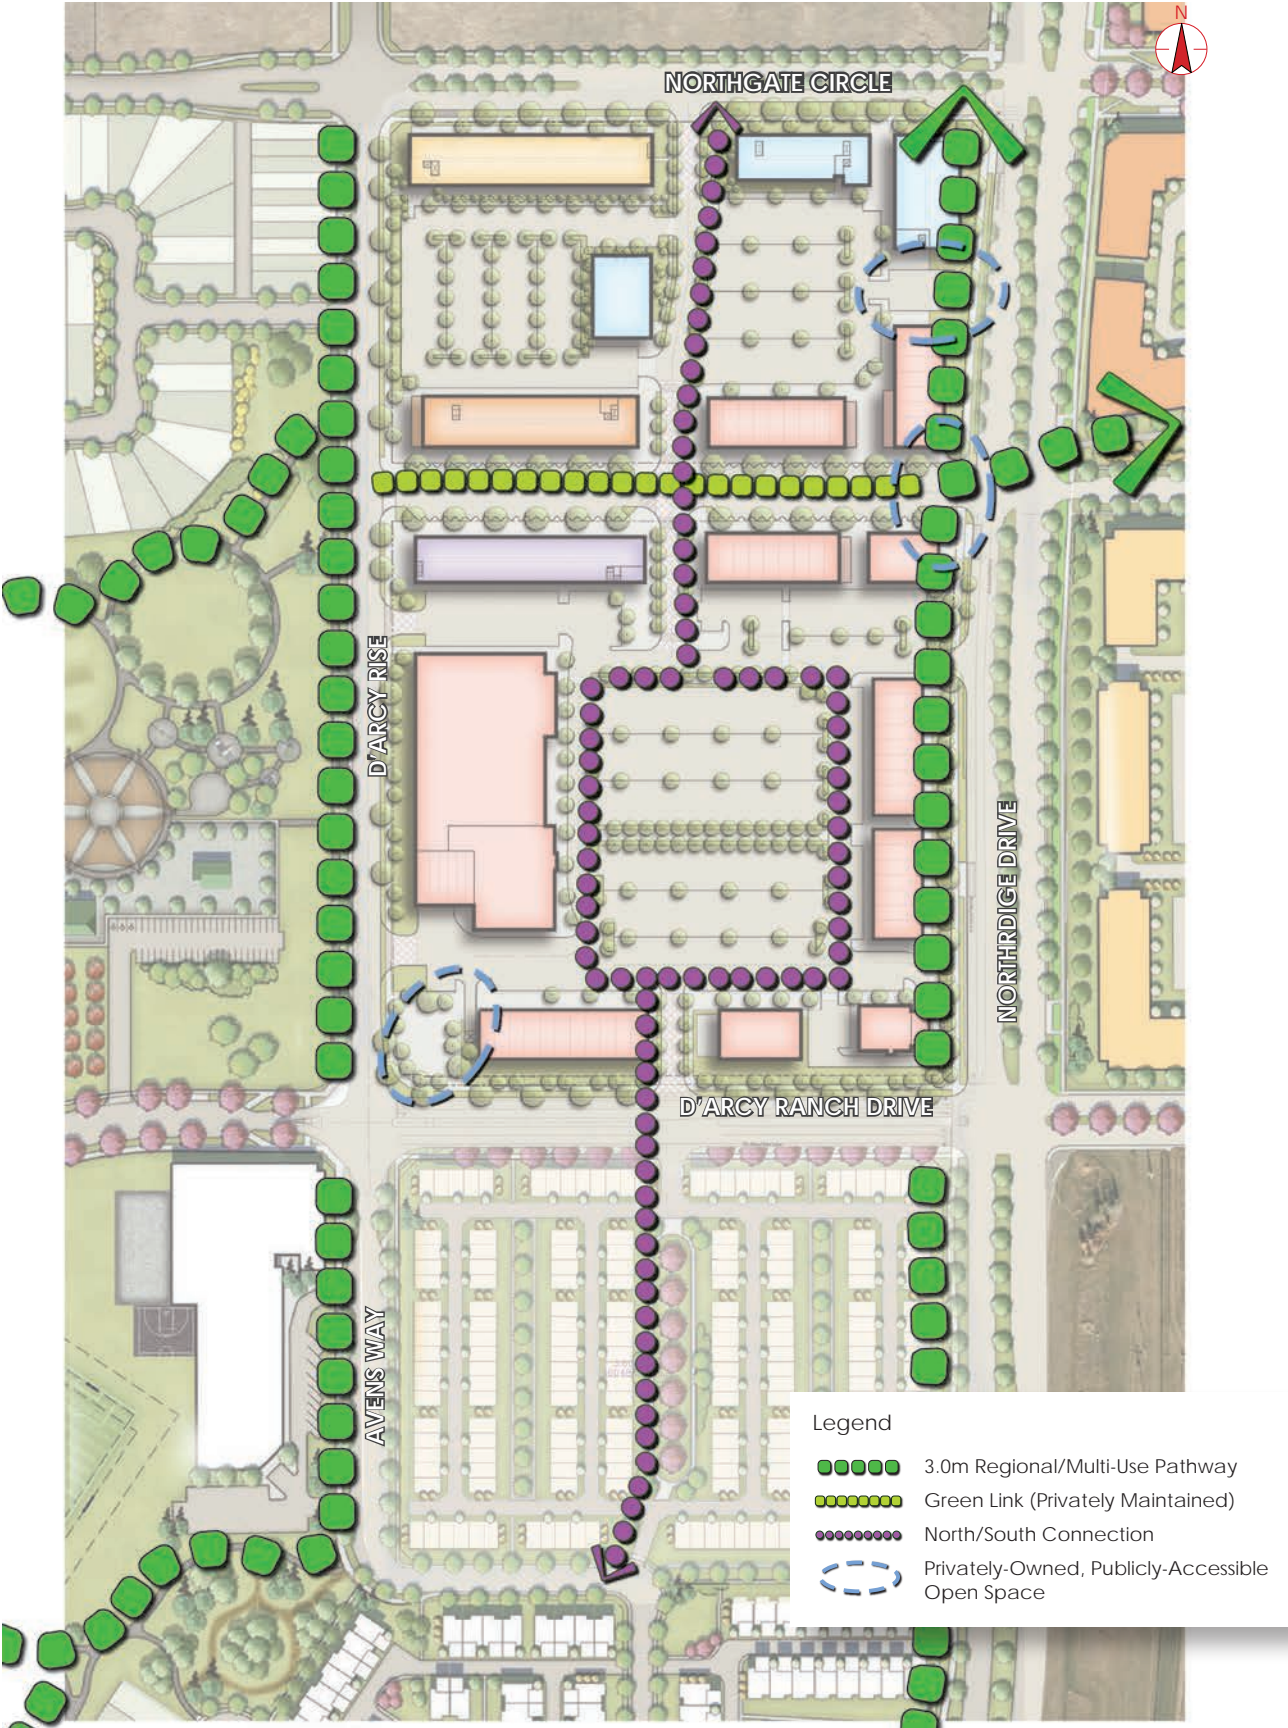 N
NORTHGATE CIRCLE
D'ARCY RISE
NORTHRDIGE DRIVE
D'ARCY RANCH DRIVE
AVENS WAY
Legend
3.0m Regional/Multi-Use Pathway
Green Link (Privately Maintained)
North/South Connection
Privately-Owned, Publicly-Accessible
Open Space